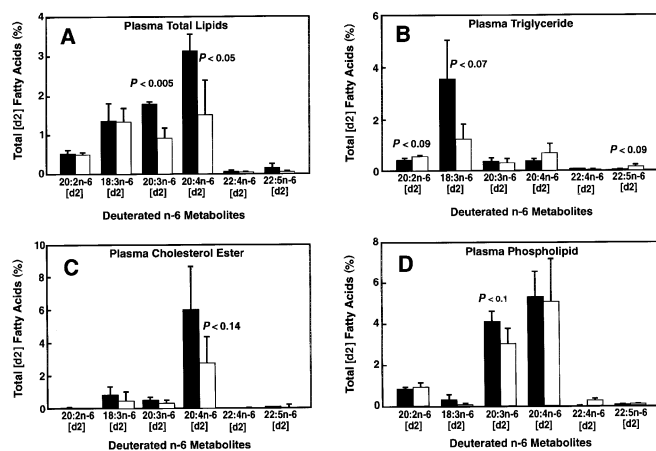 A
Plasma Total Lipids
Total [d2] Fatty Acids (%)
4
3
2
1
0
P < 0.005
P < 0.05
20:2n-6 18:3n-6 20:3n-6 20:4n-6 22:4n-6 22:5n-6
[d2] [d2] [d2] [d2] [d2] [d2]
Deuterated n-6 Metabolites
B
Plasma Triglyceride
Total [d2] Fatty Acids (%)
6
4
2
0
P < 0.09
P < 0.07
P < 0.09
20:2n-6 18:3n-6 20:3n-6 20:4n-6 22:4n-6 22:5n-6
[d2] [d2] [d2] [d2] [d2] [d2]
Deuterated n-6 Metabolites
C
Plasma Cholesterol Ester
Total [d2] Fatty Acids (%)
10
8
6
4
2
0
P < 0.14
20:2n-6 18:3n-6 20:3n-6 20:4n-6 22:4n-6 22:5n-6
[d2] [d2] [d2] [d2] [d2] [d2]
Deuterated n-6 Metabolites
D
Plasma Phospholipid
Total [d2] Fatty Acids (%)
8
6
4
2
0
P < 0.1
20:2n-6 18:3n-6 20:3n-6 20:4n-6 22:4n-6 22:5n-6
[d2] [d2] [d2] [d2] [d2] [d2]
Deuterated n-6 Metabolites